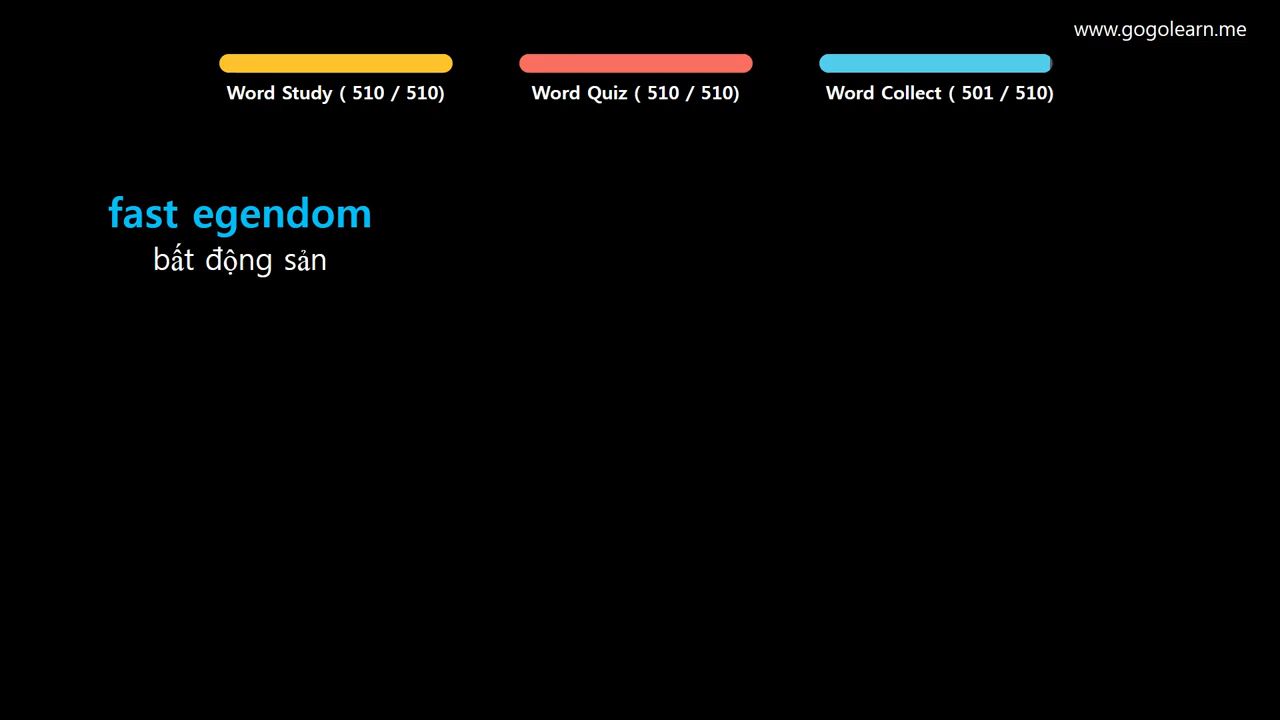 www.gogolearn.me
Word Study ( 510 / 510)
Word Quiz ( 510 / 510)
Word Collect ( 501 / 510)
fast egendom
bất động sản